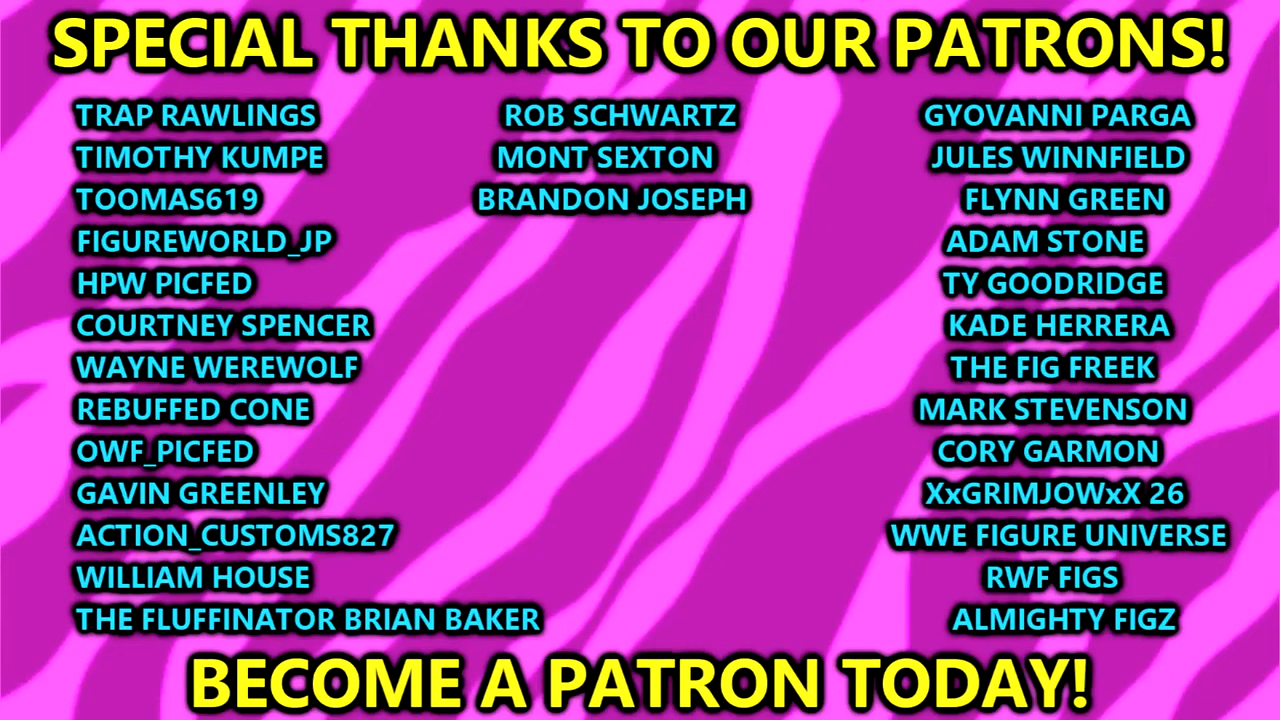 SPECIAL THANKS TO OUR PATRONS!
TRAP RAWLINGS
TIMOTHY KUMPE
TOOMAS619
FIGUREWORLD_JP
HPW PICFED
COURTNEY SPENCER
WAYNE WEREWOLF
REBUFFED CONE
OWF_PICFED
GAVIN GREENLEY
ACTION_CUSTOMS827
WILLIAM HOUSE
THE FLUFFINATOR BRIAN BAKER
ROB SCHWARTZ
MONT SEXTON
BRANDON JOSEPH
GYOVANNI PARGA
JULES WINNFIELD
FLYNN GREEN
ADAM STONE
TY GOODRIDGE
KADE HERRERA
THE FIG FREEK
MARK STEVENSON
CORY GARMON
XxGRIMJOWxX 26
WWE FIGURE UNIVERSE
RWF FIGS
ALMIGHTY FIGZ
BECOME A PATRON TODAY!